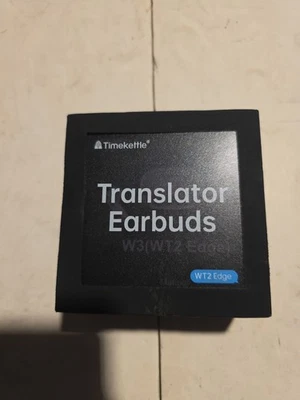 Timekettle®
Translator
Earbuds
W3(WT2 Edge)
WT2 Edge